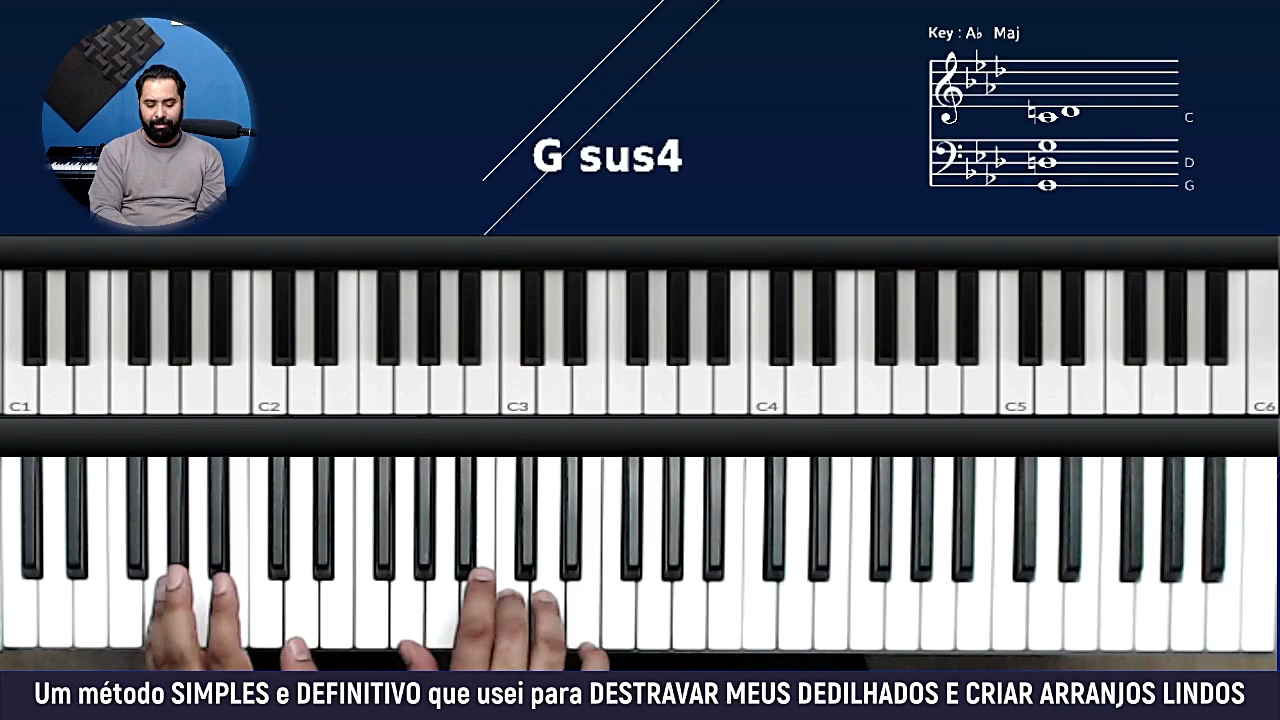 Key : A♭ Maj
G sus4
C
D
G
C1 C2 C3 C4 C5 C6
Um método SIMPLES e DEFINITIVO que usei para DESTRAVAR MEUS DEDILHADOS E CRIAR ARRANJOS LINDOS